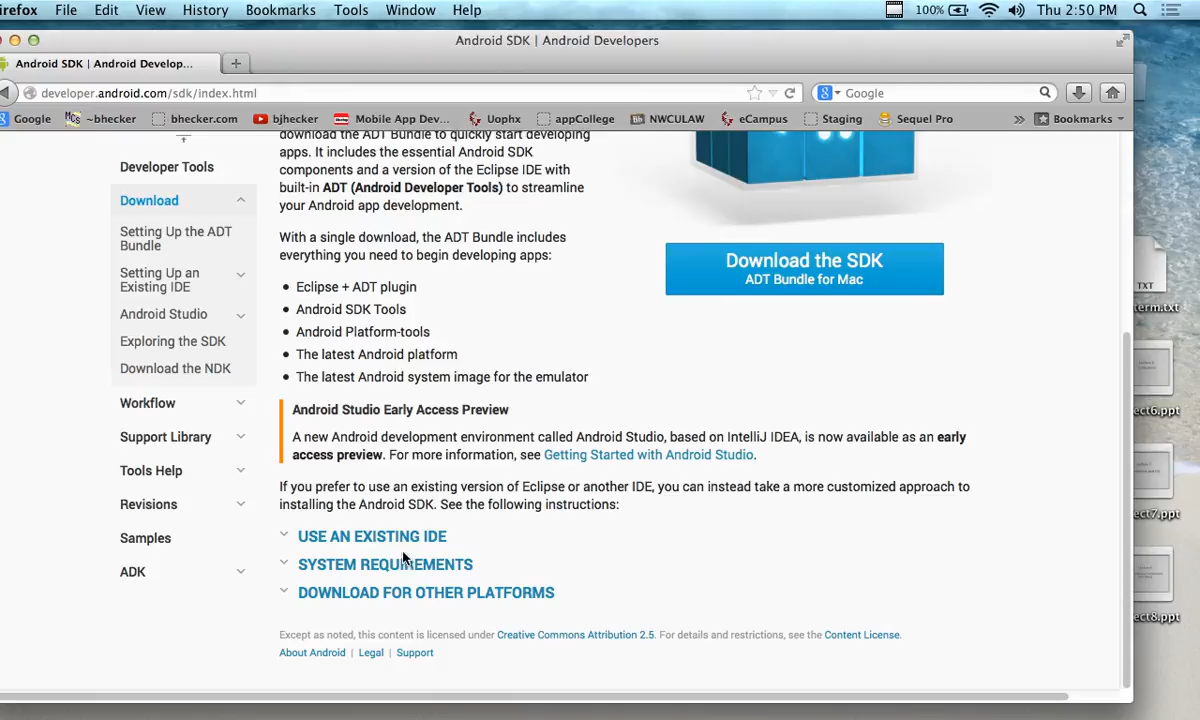 File Edit View History Bookmarks Tools Window Help 100% Thu 2:50 PM
Android SDK | Android Developers
Android SDK | Android Develop...
developer.android.com/sdk/index.html Google
Google ~bhecker bhecker.com bjhecker Mobile App Dev... Uophx appCollege NWCULAW eCampus Staging Sequel Pro » Bookmarks
Developer Tools
Download
Setting Up the ADT
Bundle
Setting Up an
Existing IDE
Android Studio
Exploring the SDK
Download the NDK
Workflow
Support Library
Tools Help
Revisions
Samples
ADK
download the ADT Bundle to quickly start developing
apps. It includes the essential Android SDK
components and a version of the Eclipse IDE with
built-in ADT (Android Developer Tools) to streamline
your Android app development.
With a single download, the ADT Bundle includes
everything you need to begin developing apps:
Eclipse + ADT plugin
Android SDK Tools
Android Platform-tools
The latest Android platform
The latest Android system image for the emulator
Download the SDK
ADT Bundle for Mac
Android Studio Early Access Preview
A new Android development environment called Android Studio, based on IntelliJ IDEA, is now available as an early
access preview. For more information, see Getting Started with Android Studio.
If you prefer to use an existing version of Eclipse or another IDE, you can instead take a more customized approach to
installing the Android SDK. See the following instructions:
USE AN EXISTING IDE
SYSTEM REQUIREMENTS
DOWNLOAD FOR OTHER PLATFORMS
Except as noted, this content is licensed under Creative Commons Attribution 2.5. For details and restrictions, see the Content License.
About Android | Legal | Support
TXT
term.txt
ect6.ppt
ect7.ppt
ect8.ppt